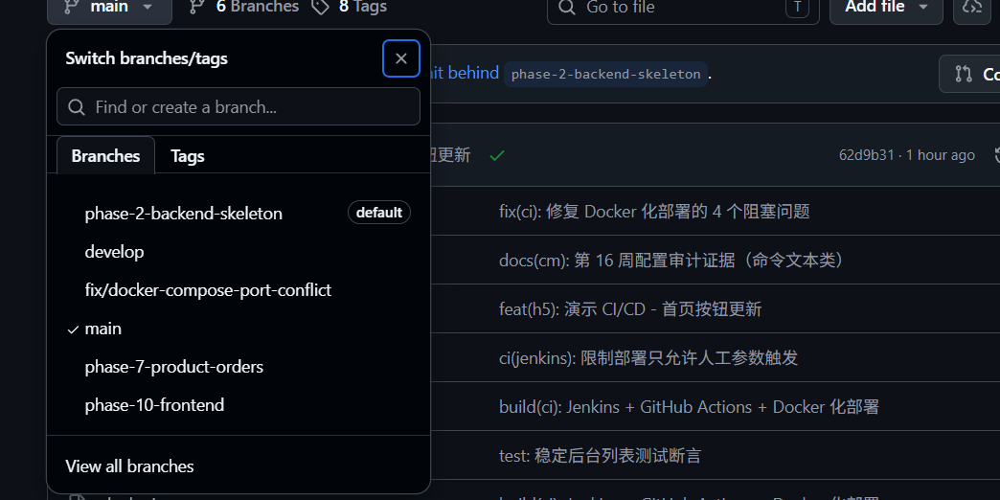 main 6 Branches 8 Tags Go to file T Add file
Switch branches/tags
it behind phase-2-backend-skeleton .
Find or create a branch...
Branches Tags
更新 62d9b31 · 1 hour ago
phase-2-backend-skeleton default
fix(ci): 修复 Docker 化部署的 4 个阻塞问题
develop
docs(cm): 第 16 周配置审计证据（命令文本类）
fix/docker-compose-port-conflict
feat(h5): 演示 CI/CD - 首页按钮更新
main
phase-7-product-orders
ci(jenkins): 限制部署只允许人工参数触发
phase-10-frontend
build(ci): Jenkins + GitHub Actions + Docker 化部署
test: 稳定后台列表测试断言
View all branches